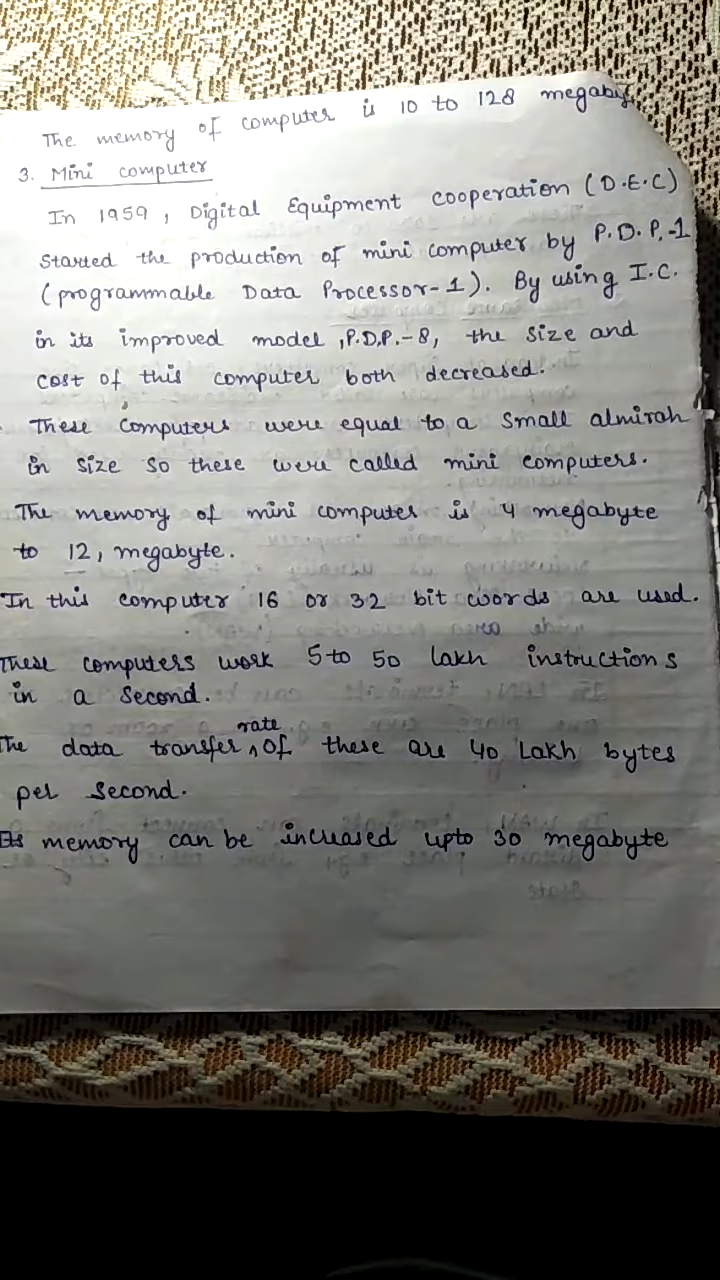 The memory of computer is 10 to 128 megaby
3. Mini computer
In 1959, Digital Equipment cooperation (D.E.C)
Started the production of mini computer by P.D.P.-1
(programmable Data Processor-1). By using I.C.
in its improved model ,P.D.P.-8, the size and
cost of this computer both decreased.
These computers were equal to a small almirah
in size so these were called mini computers.
The memory of mini computer is 4 megabyte
to 12, megabyte.
In this computer 16 or 32 bit words are used.
These computers work 5 to 50 lakh instructions
in a second.
The data transfer rate of these are 40 Lakh bytes
per second.
Its memory can be increased upto 30 megabyte